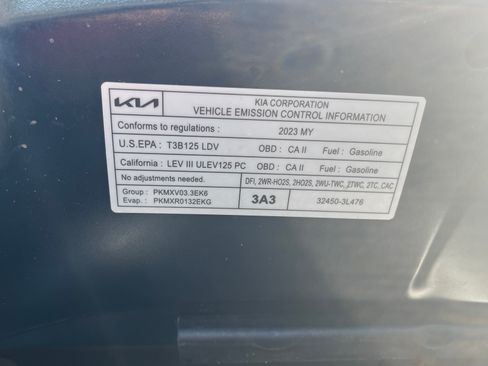 KIA
KIA CORPORATION
VEHICLE EMISSION CONTROL INFORMATION
Conforms to regulations : 2023 MY
U.S.EPA : T3B125 LDV OBD : CA II Fuel : Gasoline
California : LEV III ULEV125 PC OBD : CA II Fuel : Gasoline
No adjustments needed. DFI, 2WR-HO2S, 2HO2S, 2WU-TWC, 2TWC, 2TC, CAC
Group : PKMXV03.3EK6
Evap. : PKMXR0132EKG
3A3
32450-3L476